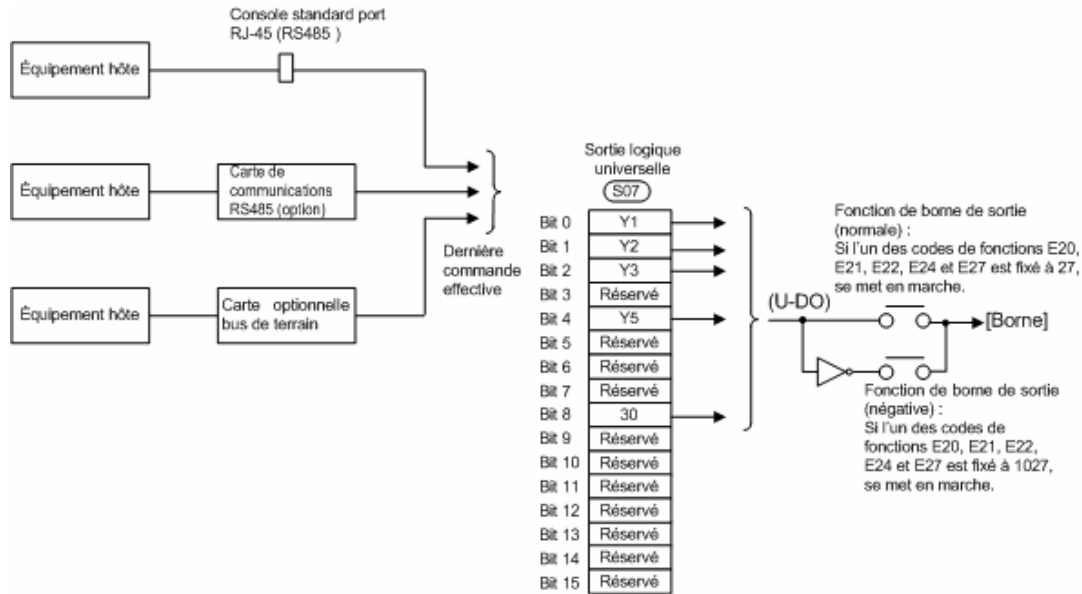 Console standard port
RJ-45 (RS485 )
Équipement hôte
Équipement hôte
Carte de
communications
RS485 (option)
Équipement hôte
Carte optionnelle
bus de terrain
Dernière
commande
effective
Sortie logique
universelle
S07
Bit 0 Y1
Bit 1 Y2
Bit 2 Y3
Bit 3 Réservé
Bit 4 Y5
Bit 5 Réservé
Bit 6 Réservé
Bit 7 Réservé
Bit 8 30
Bit 9 Réservé
Bit 10 Réservé
Bit 11 Réservé
Bit 12 Réservé
Bit 13 Réservé
Bit 14 Réservé
Bit 15 Réservé
Fonction de borne de sortie
(normale) :
Si l'un des codes de fonctions E20,
E21, E22, E24 et E27 est fixé à 27,
se met en marche.
(U-DO)
[Borne]
Fonction de borne de sortie
(négative) :
Si l'un des codes de
fonctions E20, E21, E22,
E24 et E27 est fixé à 1027,
se met en marche.